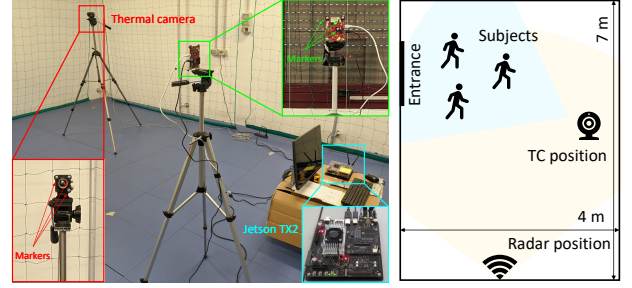 Thermal camera
Markers
Markers
Jetson TX2
Entrance
Subjects
7 m
TC position
4 m
Radar position